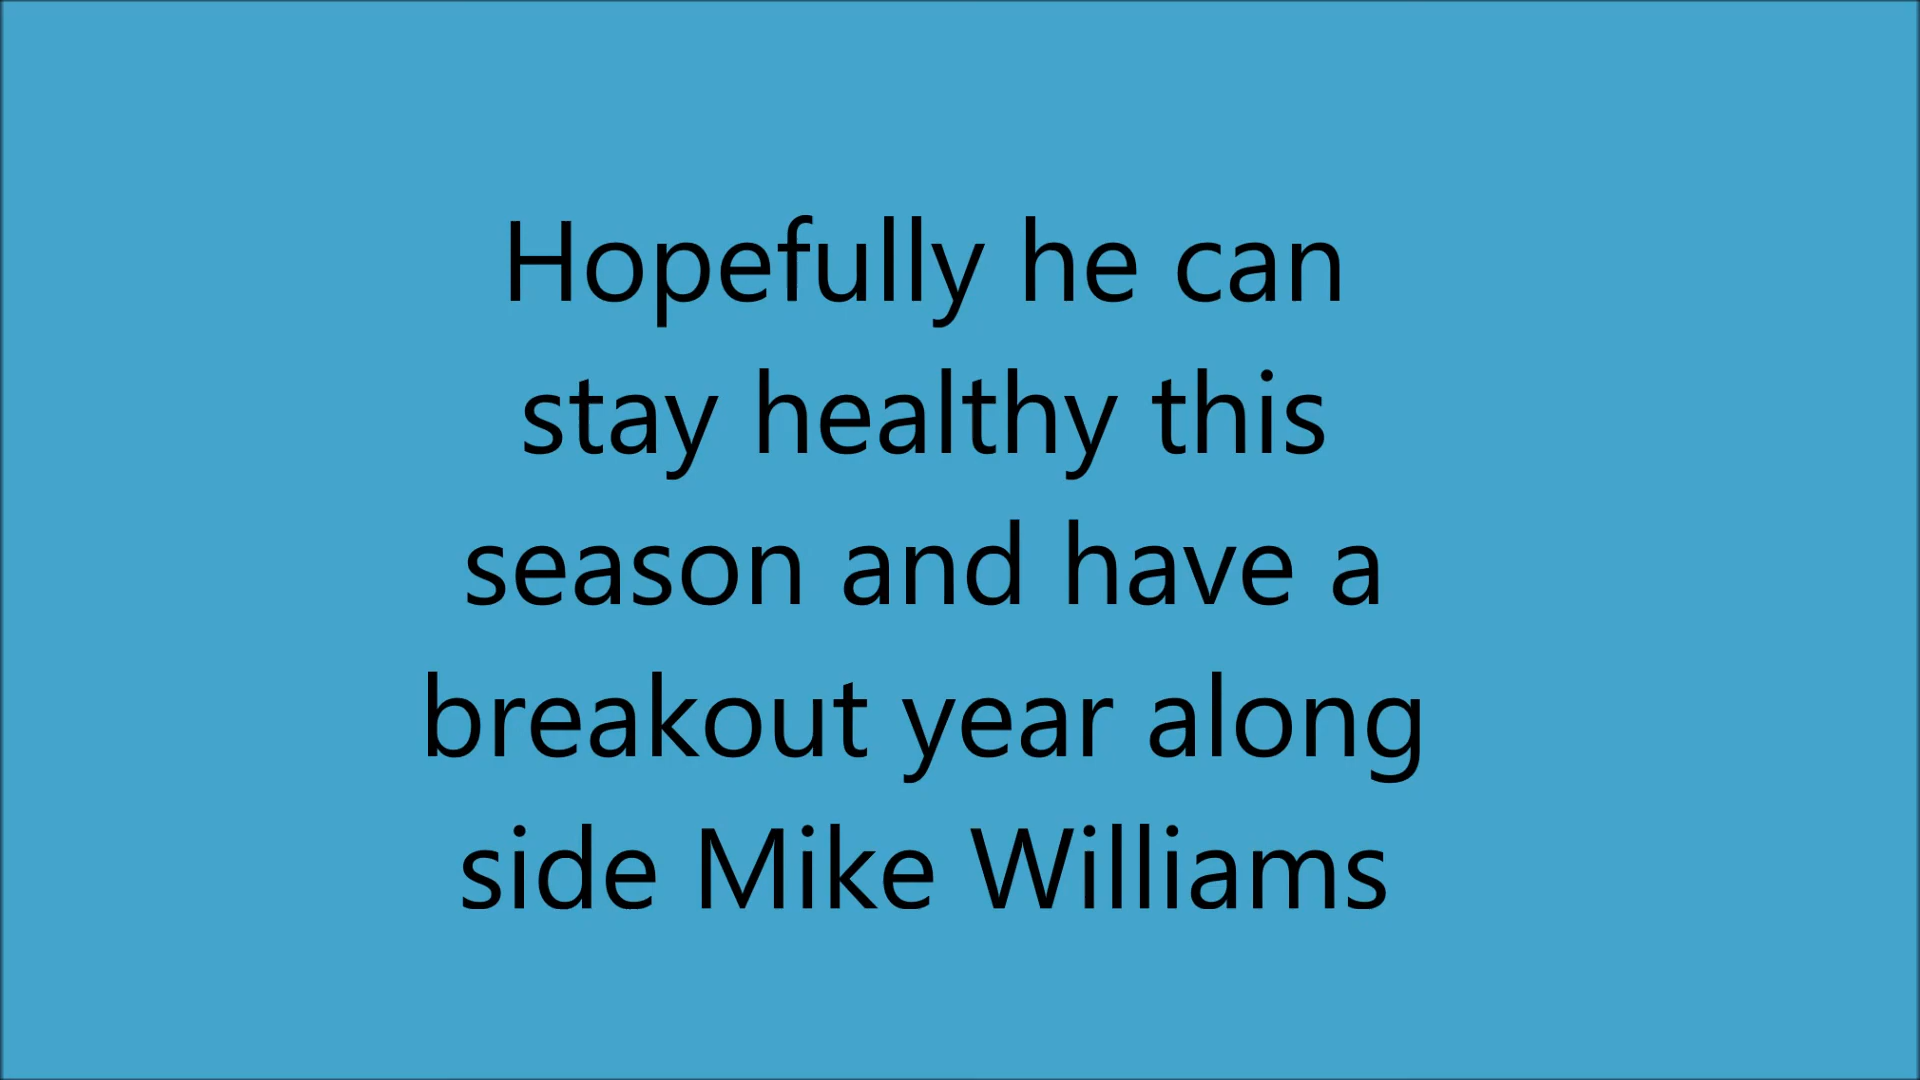 Hopefully he can
stay healthy this
season and have a
breakout year along
side Mike Williams